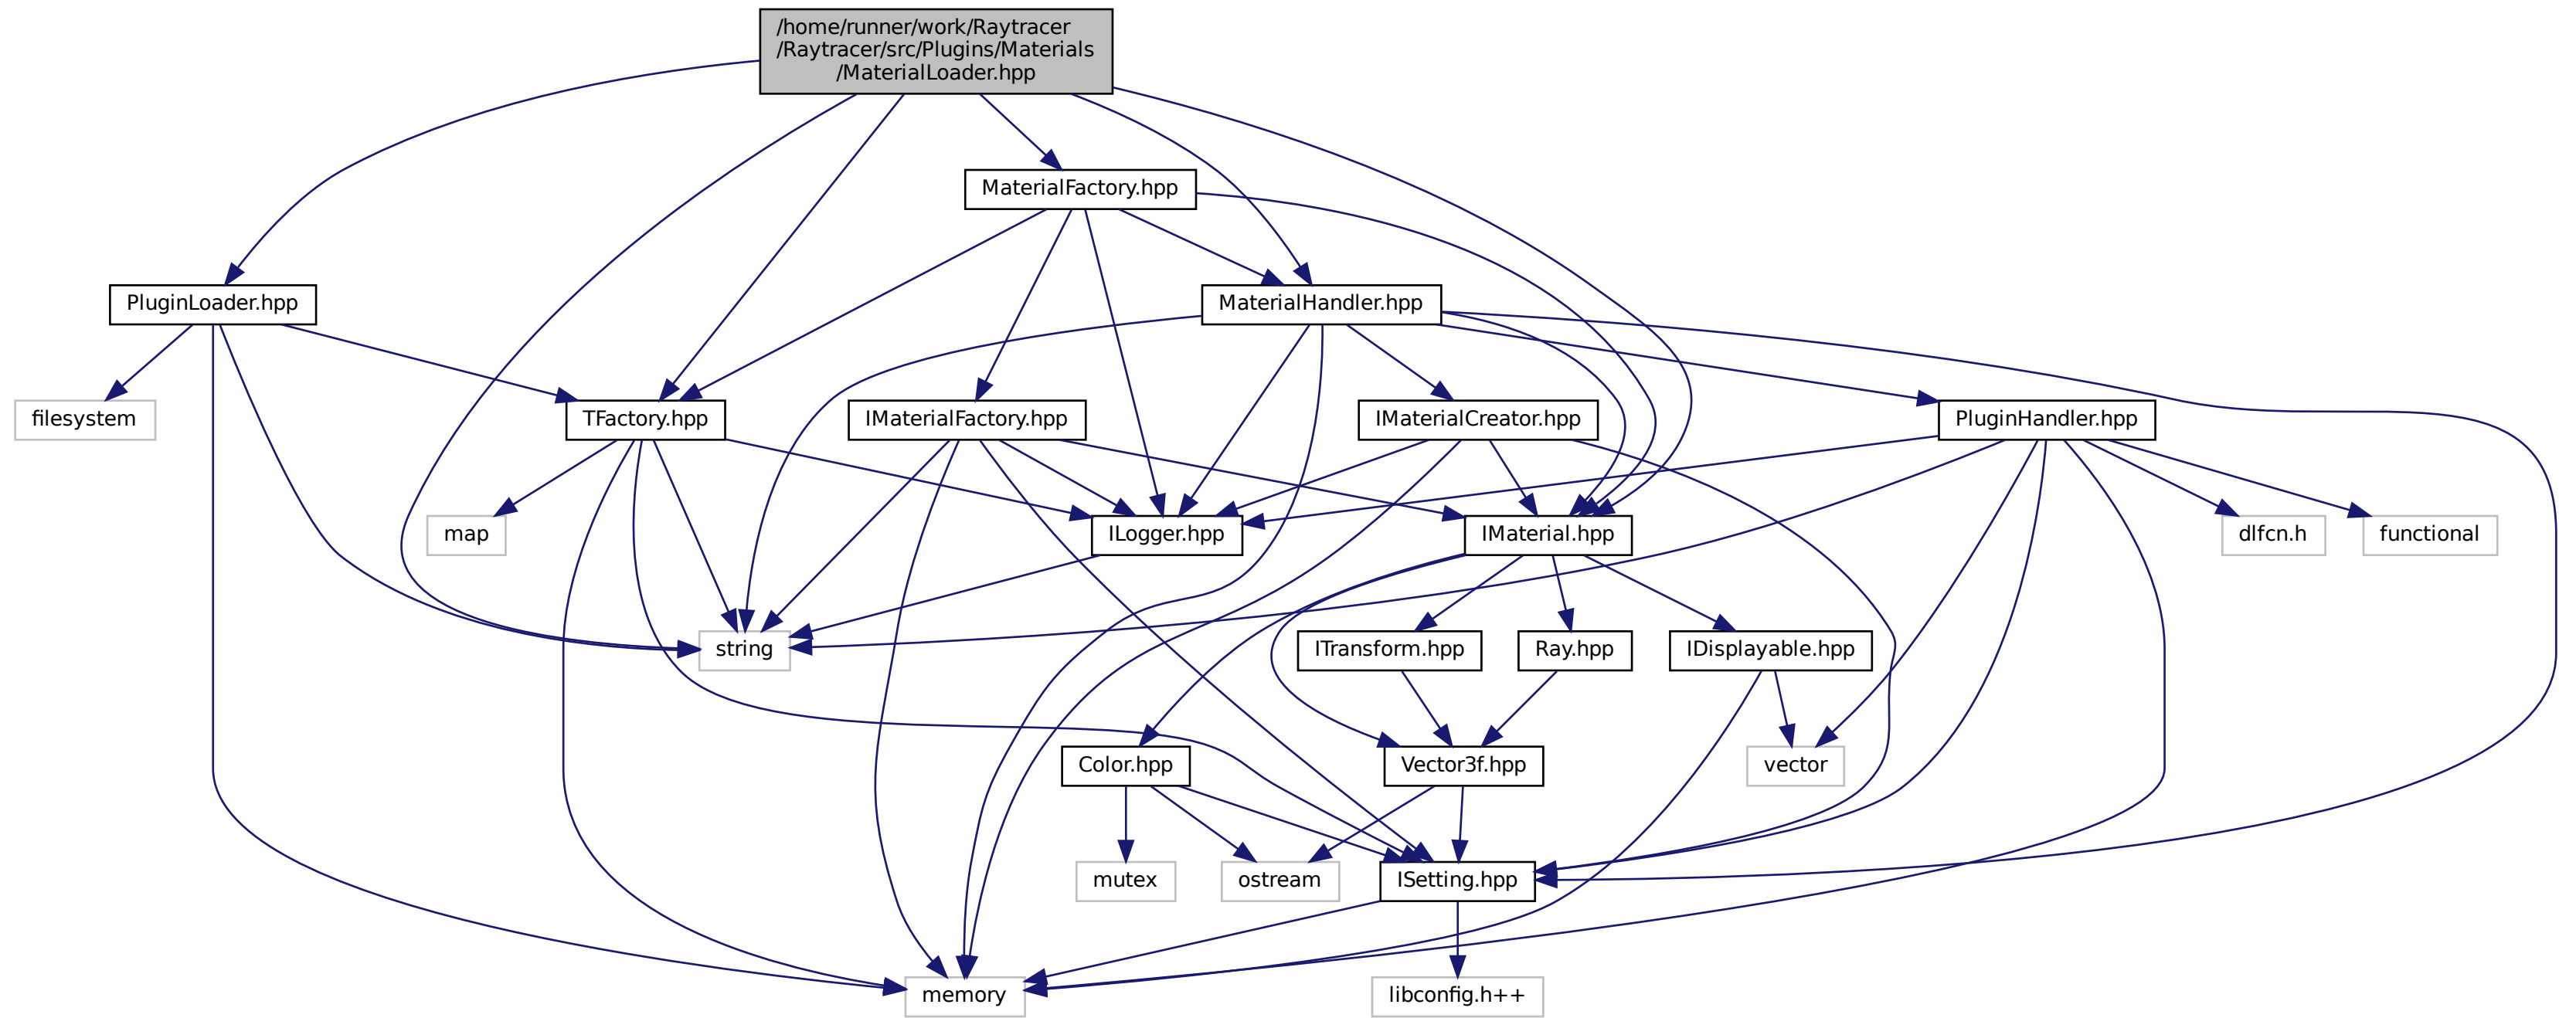 /home/runner/work/Raytracer
/Raytracer/src/Plugins/Materials
/MaterialLoader.hpp
MaterialFactory.hpp
PluginLoader.hpp
MaterialHandler.hpp
filesystem
TFactory.hpp
IMaterialFactory.hpp
IMaterialCreator.hpp
PluginHandler.hpp
map
ILogger.hpp
IMaterial.hpp
dlfcn.h
functional
string
ITransform.hpp
Ray.hpp
IDisplayable.hpp
Color.hpp
Vector3f.hpp
vector
mutex
ostream
ISetting.hpp
memory
libconfig.h++